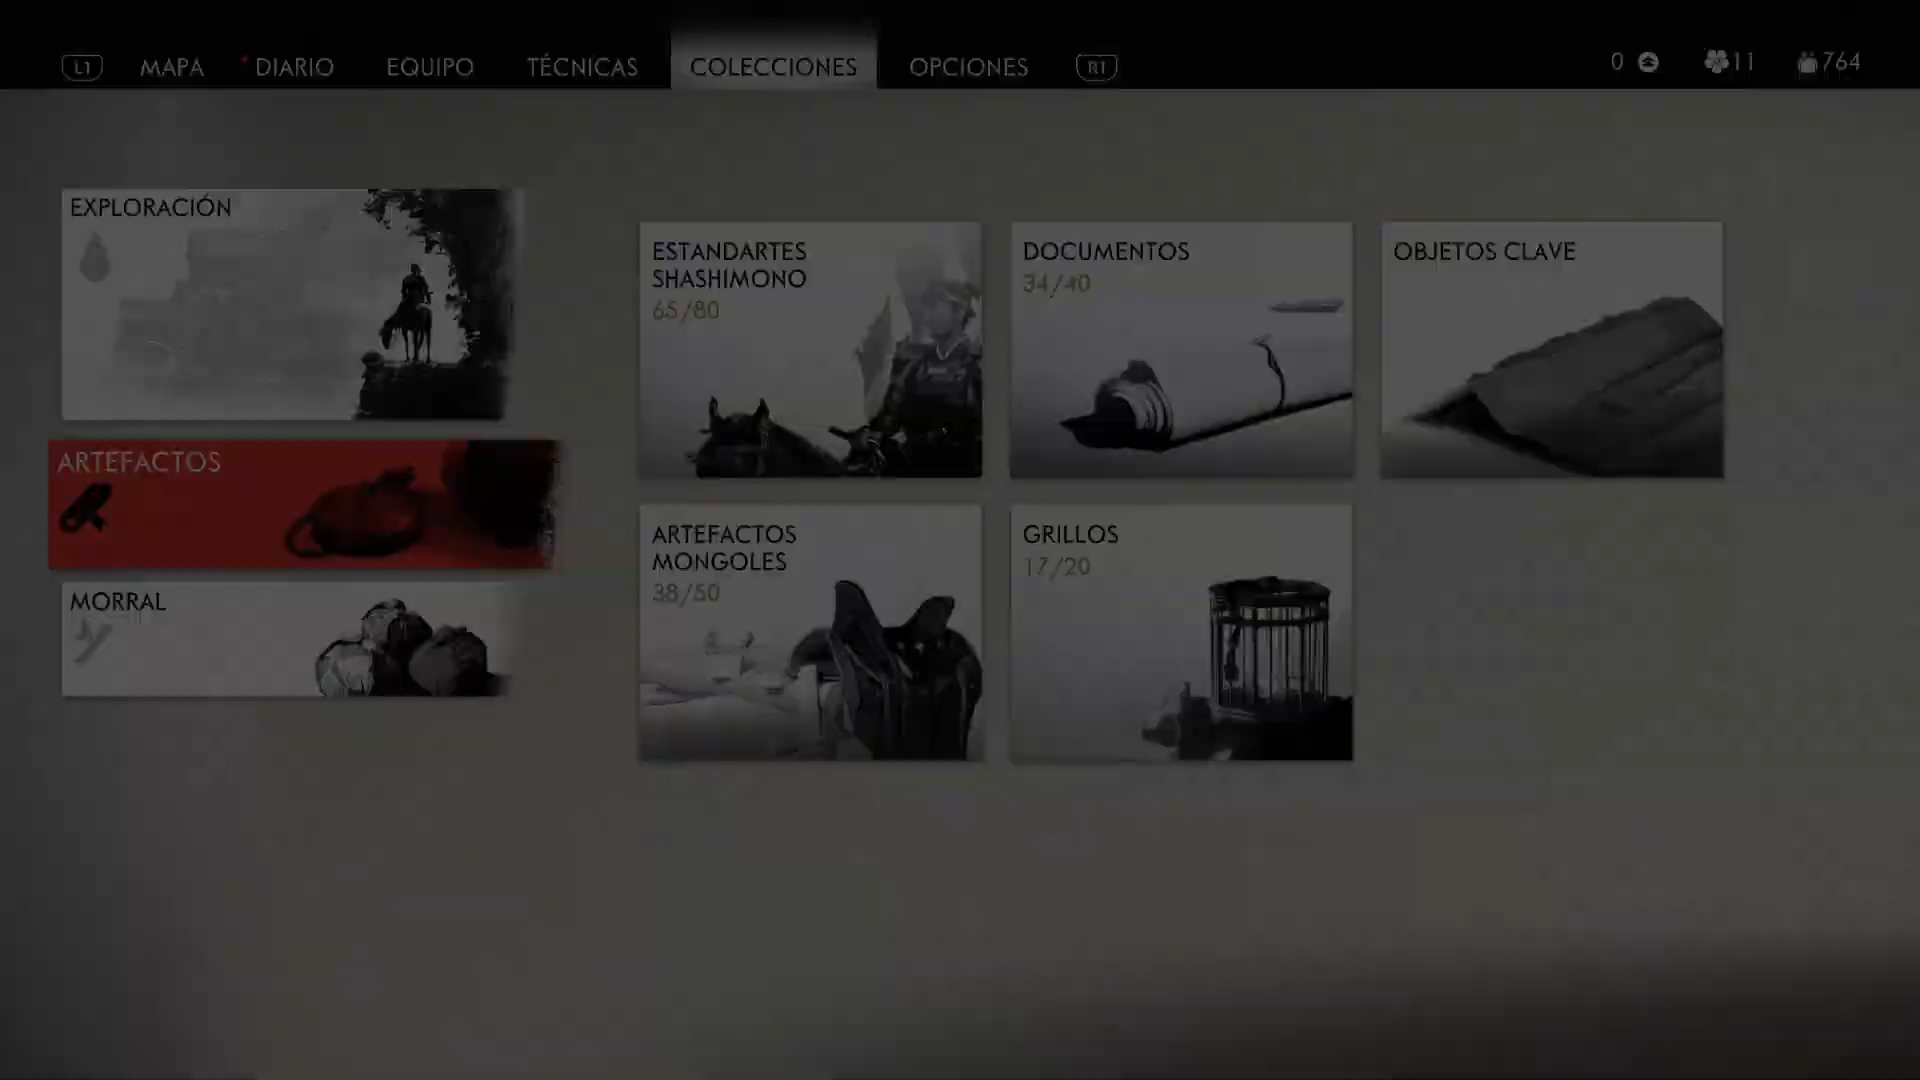 L1 MAPA DIARIO EQUIPO TÉCNICAS COLECCIONES OPCIONES R1 0 11 764
EXPLORACIÓN
ARTEFACTOS
MORRAL
ESTANDARTES
SHASHIMONO
65/80
DOCUMENTOS
34/40
OBJETOS CLAVE
ARTEFACTOS
MONGOLES
38/50
GRILLOS
17/20